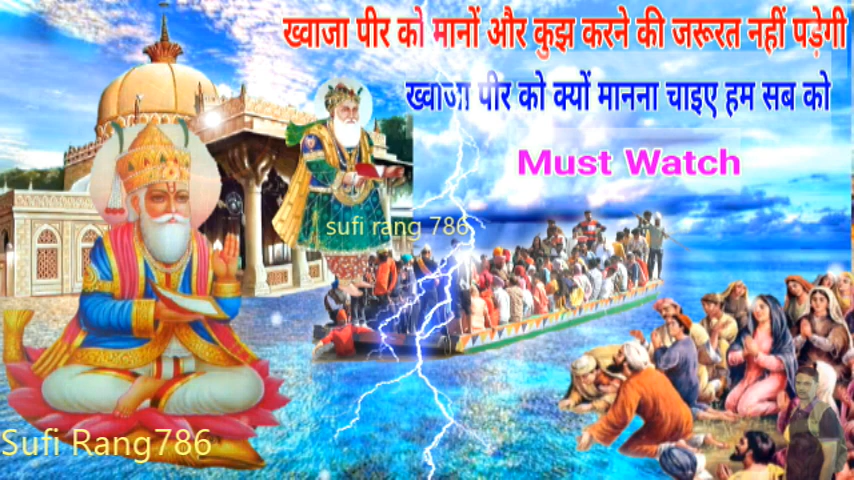 ख्वाजा पीर को मानों और कुझ करने की जरूरत नहीं पड़ेगी
ख्वाजा पीर को क्यों मानना चाइए हम सब को
Must Watch
sufi rang 786
Sufi Rang786